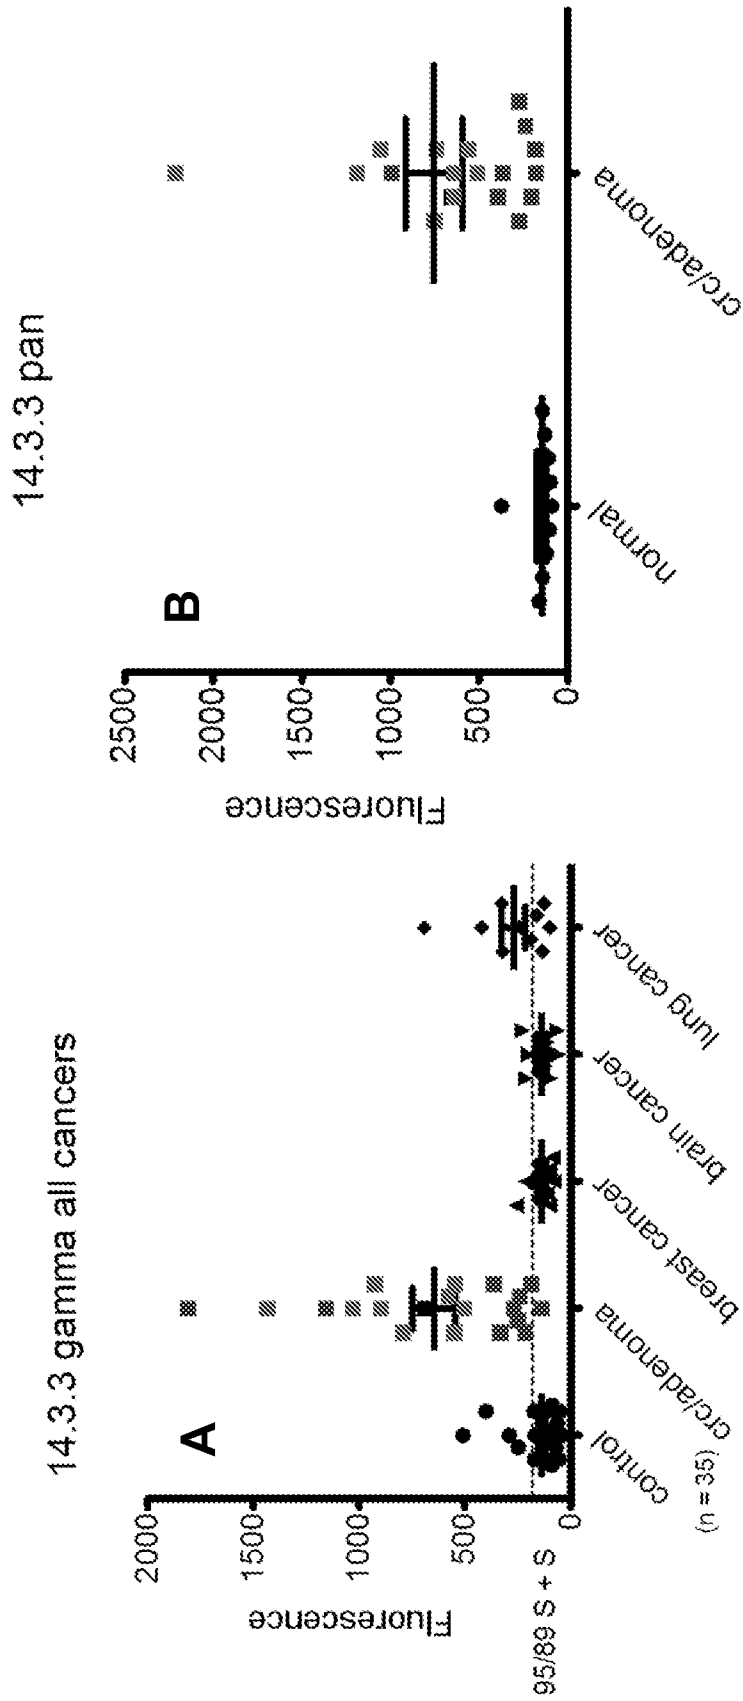 14.3.3 gamma all cancers
A
Fluorescence
2000
1500
1000
500
0
95/89 S + S
control
(n = 35)
crc/adenoma
breast cancer
brain cancer
lung cancer
14.3.3 pan
B
Fluorescence
2500
2000
1500
1000
500
0
normal
crc/adenoma